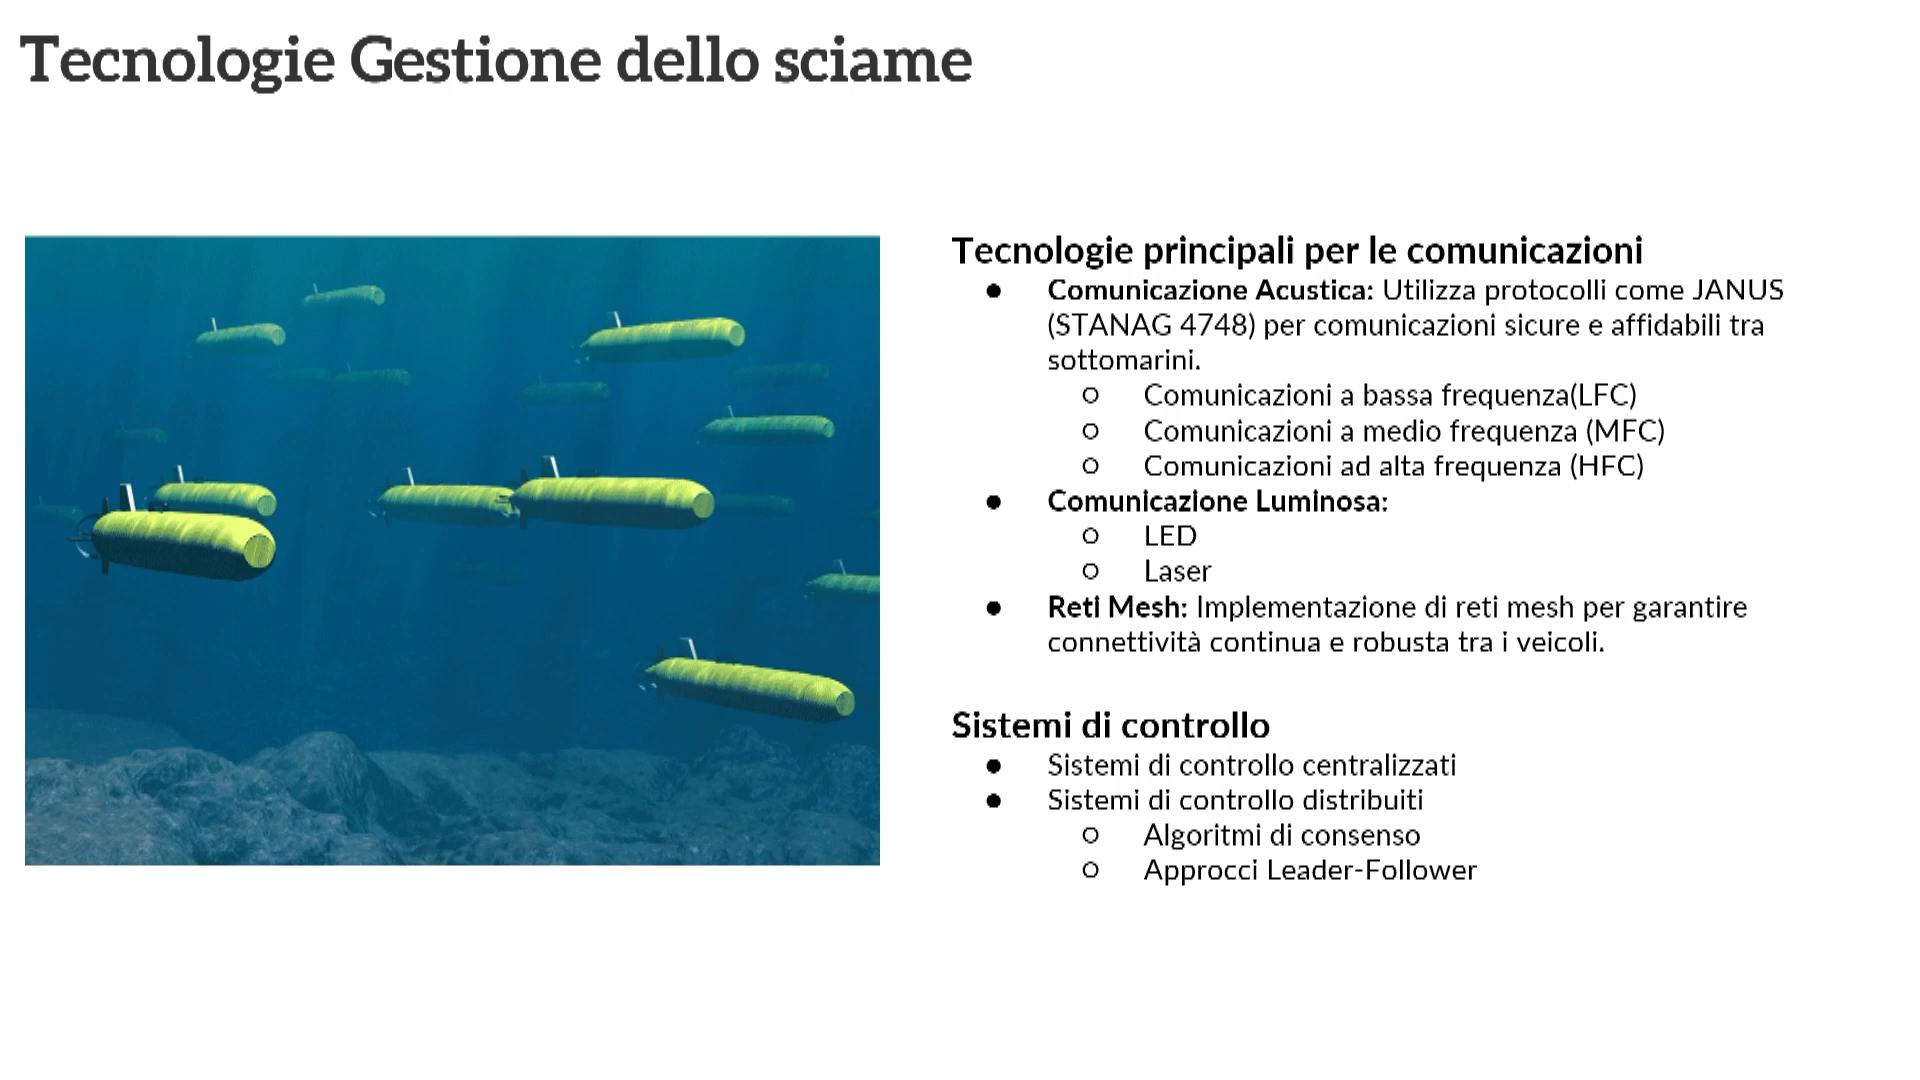 Tecnologie Gestione dello sciame
Tecnologie principali per le comunicazioni
● Comunicazione Acustica: Utilizza protocolli come JANUS
(STANAG 4748) per comunicazioni sicure e affidabili tra
sottomarini.
○ Comunicazioni a bassa frequenza(LFC)
○ Comunicazioni a medio frequenza (MFC)
○ Comunicazioni ad alta frequenza (HFC)
● Comunicazione Luminosa:
○ LED
○ Laser
● Reti Mesh: Implementazione di reti mesh per garantire
connettività continua e robusta tra i veicoli.
Sistemi di controllo
● Sistemi di controllo centralizzati
● Sistemi di controllo distribuiti
○ Algoritmi di consenso
○ Approcci Leader-Follower